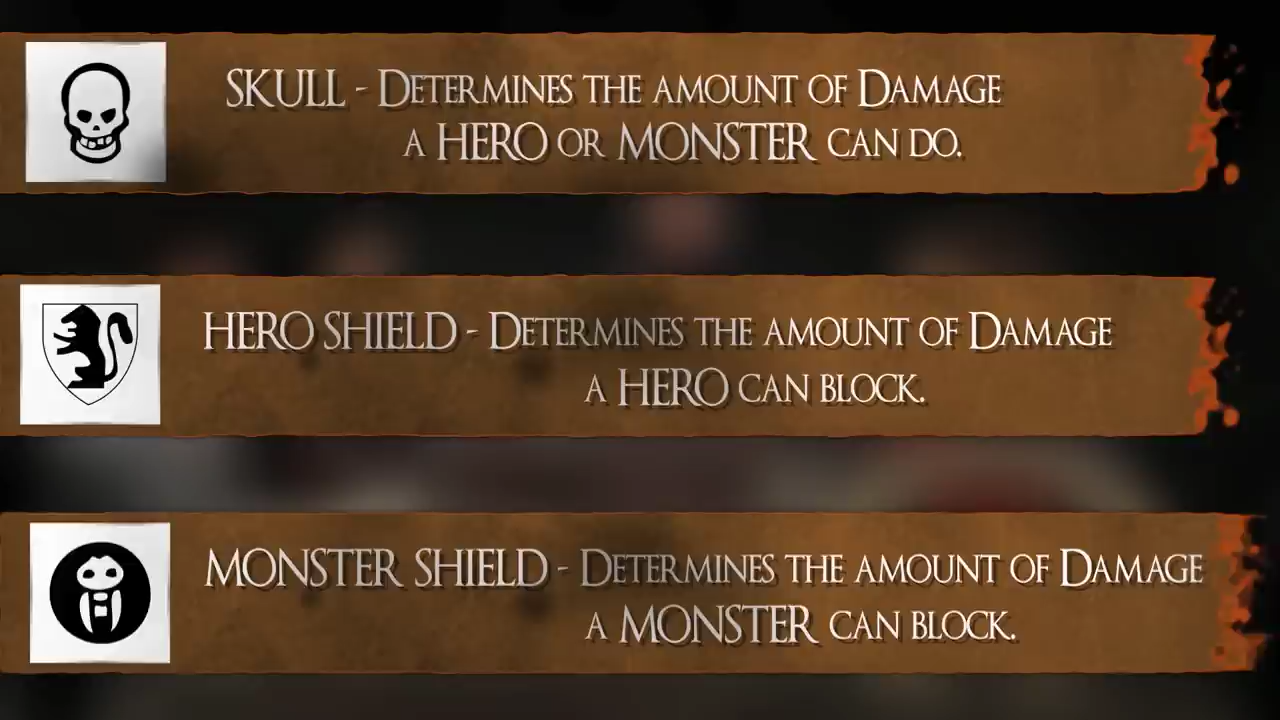 SKULL - Determines the amount of Damage
a HERO or MONSTER can do.
HERO SHIELD - Determines the amount of Damage
a HERO can block.
MONSTER SHIELD - Determines the amount of Damage
a MONSTER can block.